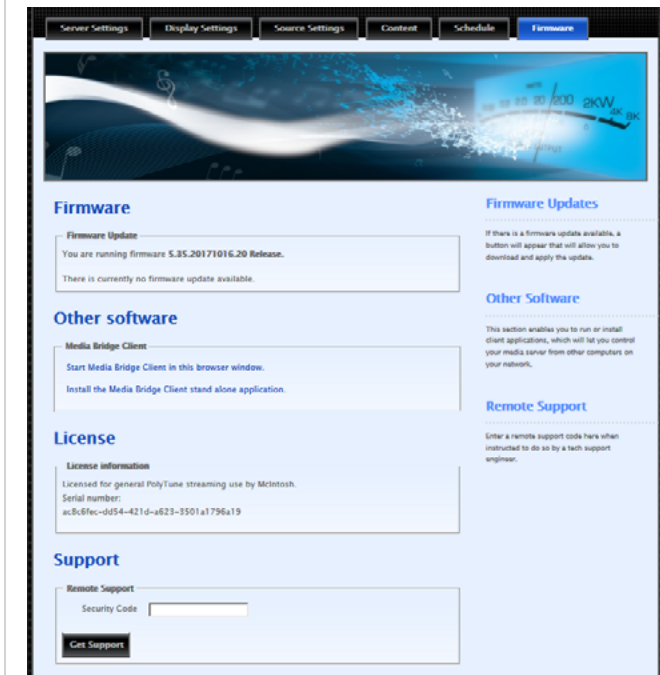 Server Settings
Display Settings
Source Settings
Content
Schedule
Firmware
200 2KW
4K 8K
Firmware
Firmware Update
You are running firmware 5.35.20171016.20 Release.
There is currently no firmware update available.
Other software
Media Bridge Client
Start Media Bridge Client in this browser window.
Install the Media Bridge Client stand alone application.
License
License information
Licensed for general PolyTune streaming use by McIntosh.
Serial number:
ac8c6fec-dd54-421d-a623-3501a1796a19
Support
Remote Support
Security Code
Get Support
Firmware Updates
If there is a firmware update available, a
button will appear that will allow you to
download and apply the update.
Other Software
This section enables you to run or install
client applications, which will let you control
your media server from other computers on
your network.
Remote Support
Enter a remote support code here when
instructed to do so by a tech support
engineer.